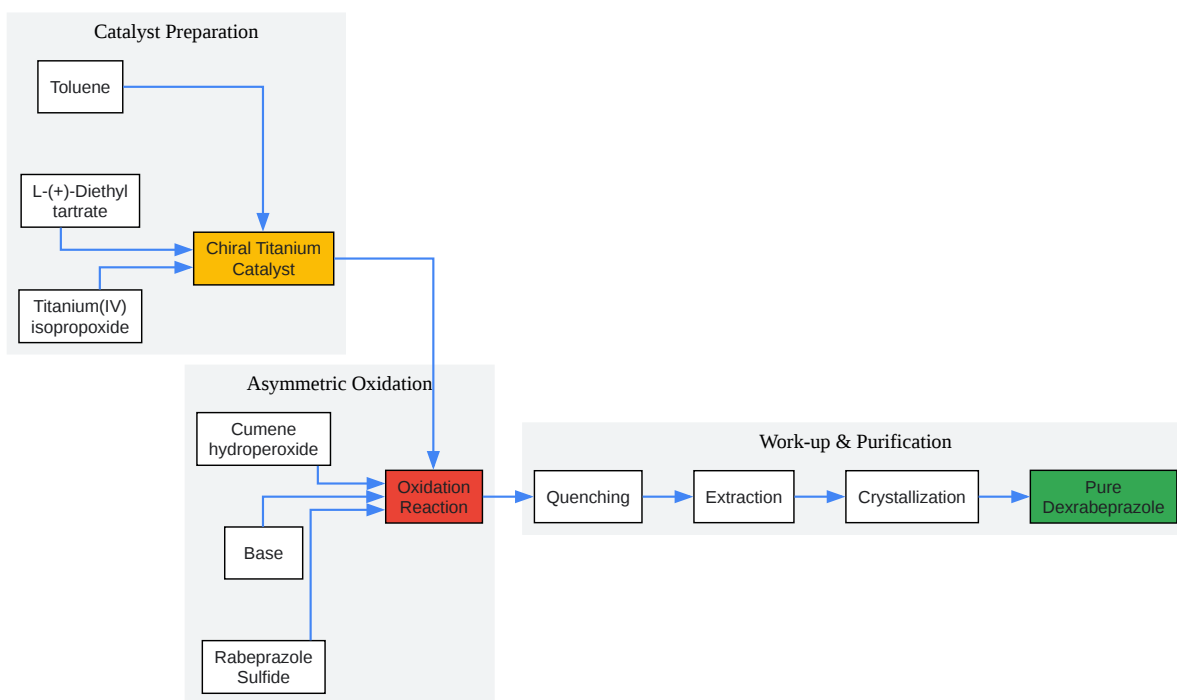 Catalyst Preparation
Toluene
L-(+)-Diethyl
tartrate
Chiral Titanium
Catalyst
Titanium(IV)
isopropoxide
Asymmetric Oxidation
Cumene
hydroperoxide
Oxidation
Reaction
Base
Rabeprazole
Sulfide
Work-up & Purification
Quenching
Extraction
Crystallization
Pure
Dexrabeprazole